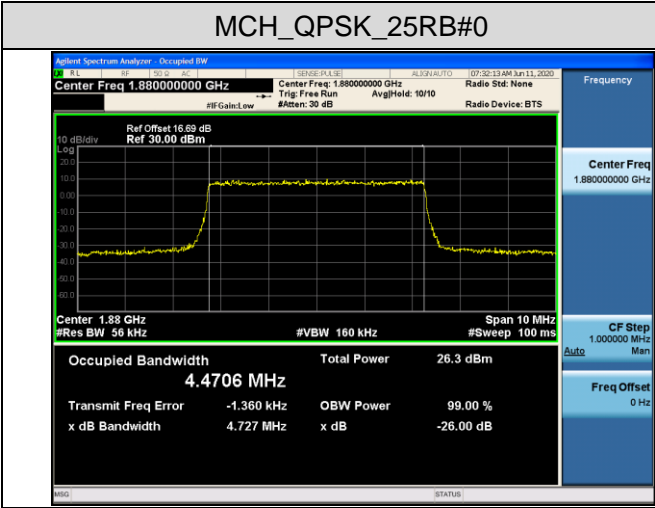 MCH_QPSK_25RB#0
Agilent Spectrum Analyzer - Occupied BW
RL RF 50 Ω AC SENSE:PULSE ALIGNAUTO 07:32:13 AM Jun 11, 2020
Center Freq 1.880000000 GHz Center Freq: 1.880000000 GHz Radio Std: None Frequency
Trig: Free Run Avg|Hold: 10/10
#IFGain:Low #Atten: 30 dB Radio Device: BTS
Ref Offset 16.69 dB
10 dB/div Ref 30.00 dBm
Log
20.0
10.0
0.00
-10.0
-20.0
-30.0
-40.0
-50.0
-60.0
Center Freq
1.880000000 GHz
Center 1.88 GHz Span 10 MHz
#Res BW 56 kHz #VBW 160 kHz #Sweep 100 ms
CF Step
1.000000 MHz
Auto Man
Occupied Bandwidth Total Power 26.3 dBm
4.4706 MHz
Transmit Freq Error -1.360 kHz OBW Power 99.00 %
x dB Bandwidth 4.727 MHz x dB -26.00 dB
Freq Offset
0 Hz
MSG STATUS